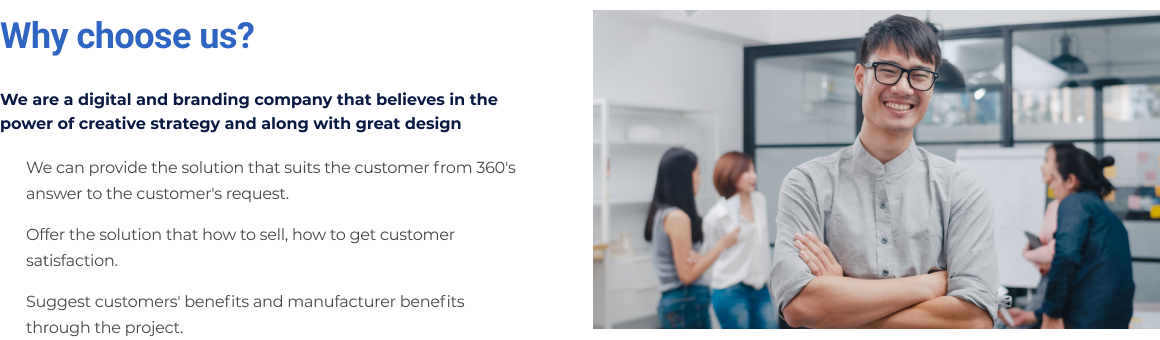 Why choose us?
We are a digital and branding company that believes in the
power of creative strategy and along with great design
We can provide the solution that suits the customer from 360's
answer to the customer's request.
Offer the solution that how to sell, how to get customer
satisfaction.
Suggest customers' benefits and manufacturer benefits
through the project.